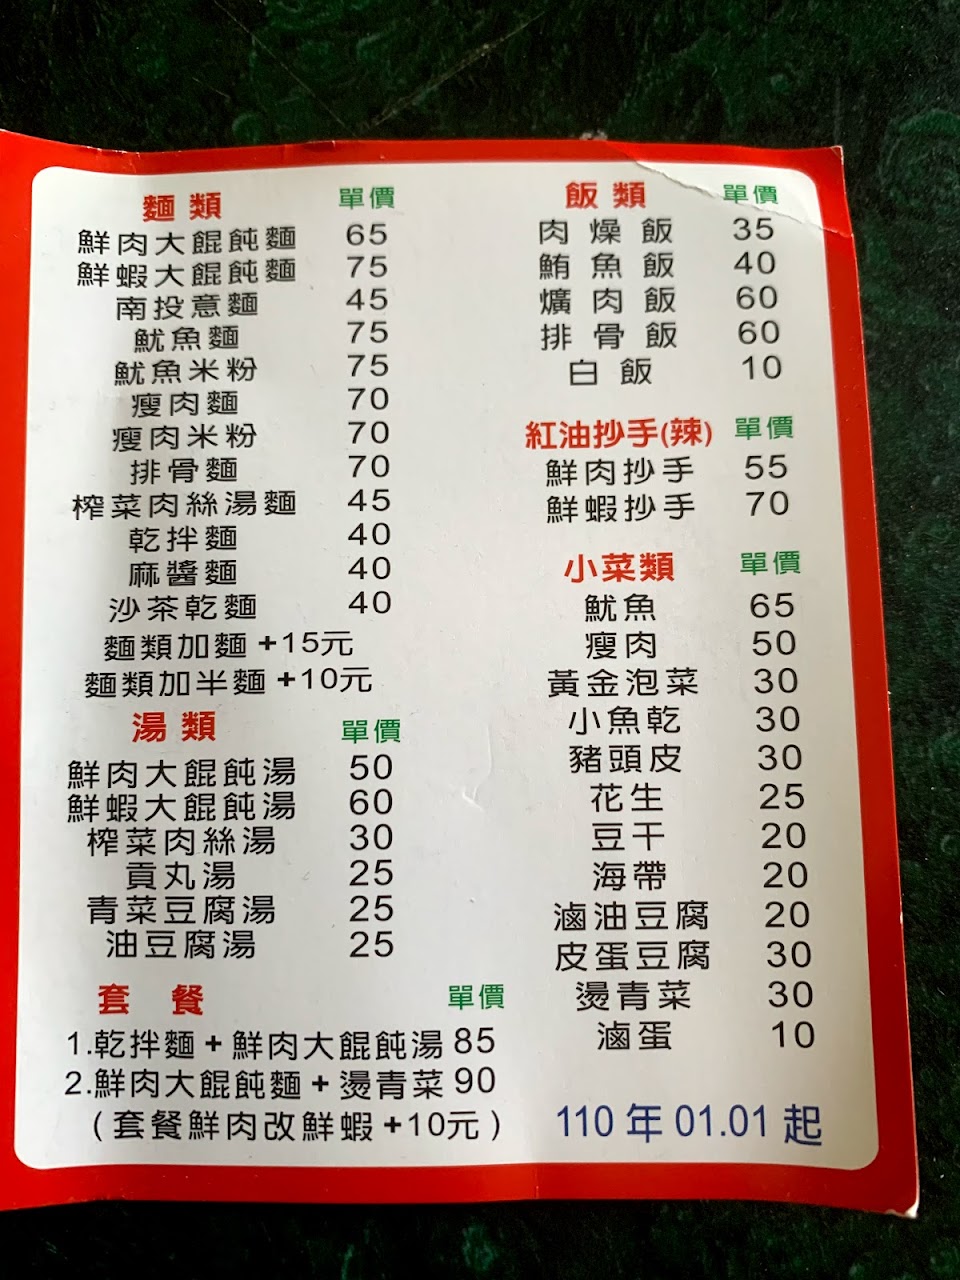 麵類 單價
鮮肉大餛飩麵 65
鮮蝦大餛飩麵 75
南投意麵 45
魷魚麵 75
魷魚米粉 75
瘦肉麵 70
瘦肉米粉 70
排骨麵 70
榨菜肉絲湯麵 45
乾拌麵 40
麻醬麵 40
沙茶乾麵 40
麵類加麵+15元
麵類加半麵+10元
湯類 單價
鮮肉大餛飩湯 50
鮮蝦大餛飩湯 60
榨菜肉絲湯 30
貢丸湯 25
青菜豆腐湯 25
油豆腐湯 25
套餐 單價
1.乾拌麵+鮮肉大餛飩湯 85
2.鮮肉大餛飩麵+燙青菜 90
(套餐鮮肉改鮮蝦+10元)
飯類 單價
肉燥飯 35
鮪魚飯 40
爌肉飯 60
排骨飯 60
白飯 10
紅油抄手(辣) 單價
鮮肉抄手 55
鮮蝦抄手 70
小菜類 單價
魷魚 65
瘦肉 50
黃金泡菜 30
小魚乾 30
豬頭皮 30
花生 25
豆干 20
海帶 20
滷油豆腐 20
皮蛋豆腐 30
燙青菜 30
滷蛋 10
110年01.01起